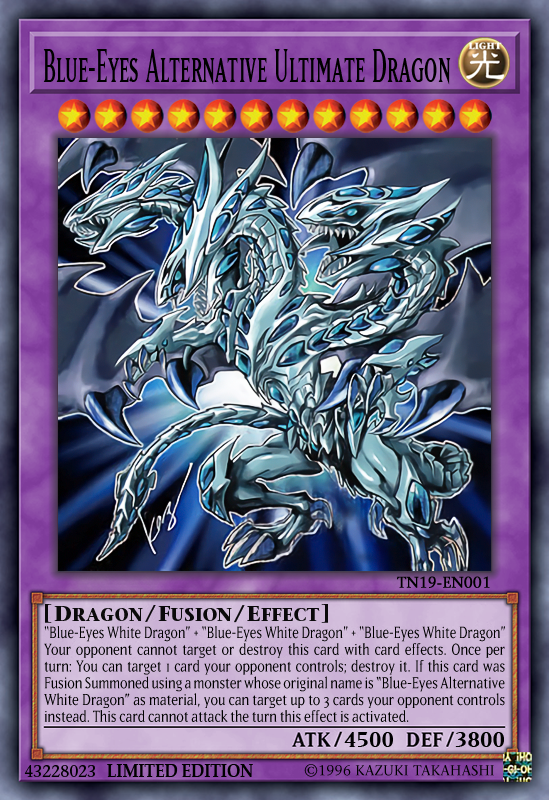 Blue-Eyes Alternative Ultimate Dragon
LIGHT
光
TN19-EN001
[Dragon/Fusion/Effect]
"Blue-Eyes White Dragon" + "Blue-Eyes White Dragon" + "Blue-Eyes White Dragon"
Your opponent cannot target or destroy this card with card effects. Once per
turn: You can target 1 card your opponent controls; destroy it. If this card was
Fusion Summoned using a monster whose original name is "Blue-Eyes Alternative
White Dragon" as material, you can target up to 3 cards your opponent controls
instead. This card cannot attack the turn this effect is activated.
ATK/4500 DEF/3800
43228023 LIMITED EDITION ©1996 KAZUKI TAKAHASHI